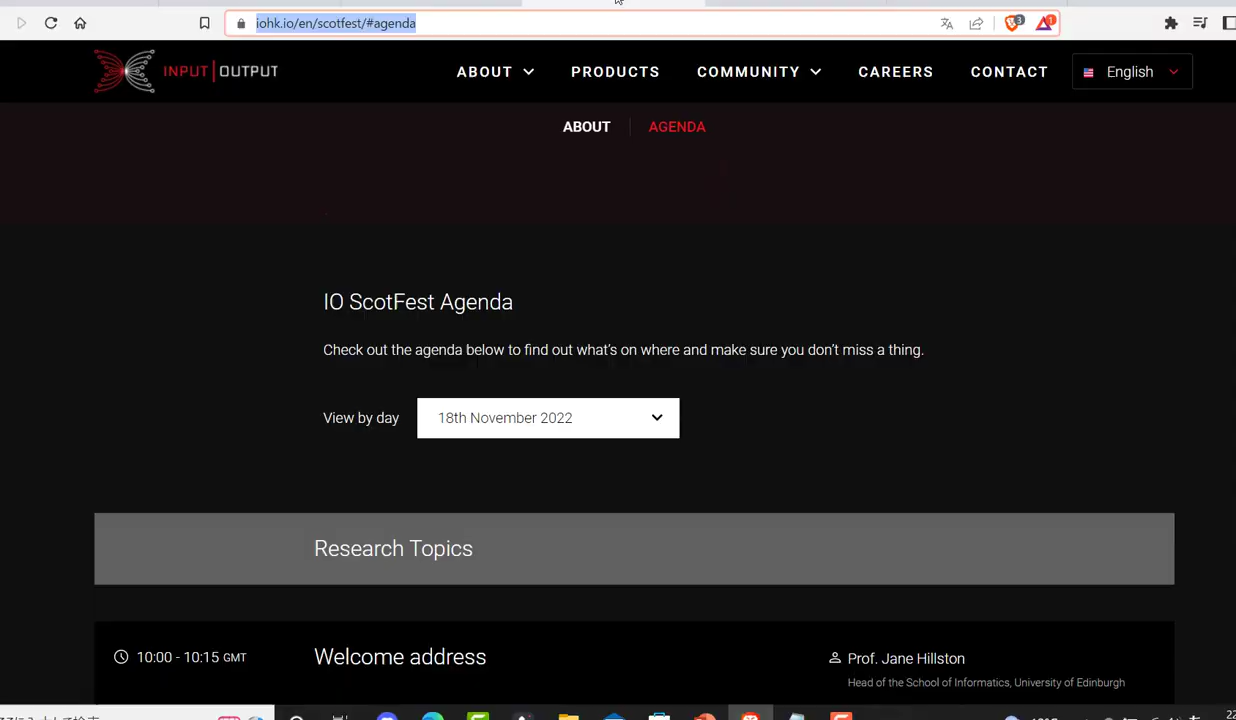 iohk.io/en/scotfest/#agenda
3
1
INPUT OUTPUT
ABOUT
PRODUCTS
COMMUNITY
CAREERS
CONTACT
English
ABOUT
AGENDA
IO ScotFest Agenda
Check out the agenda below to find out what's on where and make sure you don't miss a thing.
View by day
18th November 2022
Research Topics
10:00 - 10:15 GMT
Welcome address
Prof. Jane Hillston
Head of the School of Informatics, University of Edinburgh